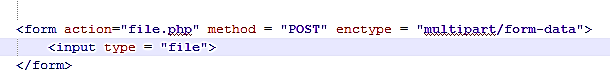 <form action="file.php" method = "POST" enctype = "multipart/form-data">
<input type = "file">
</form>